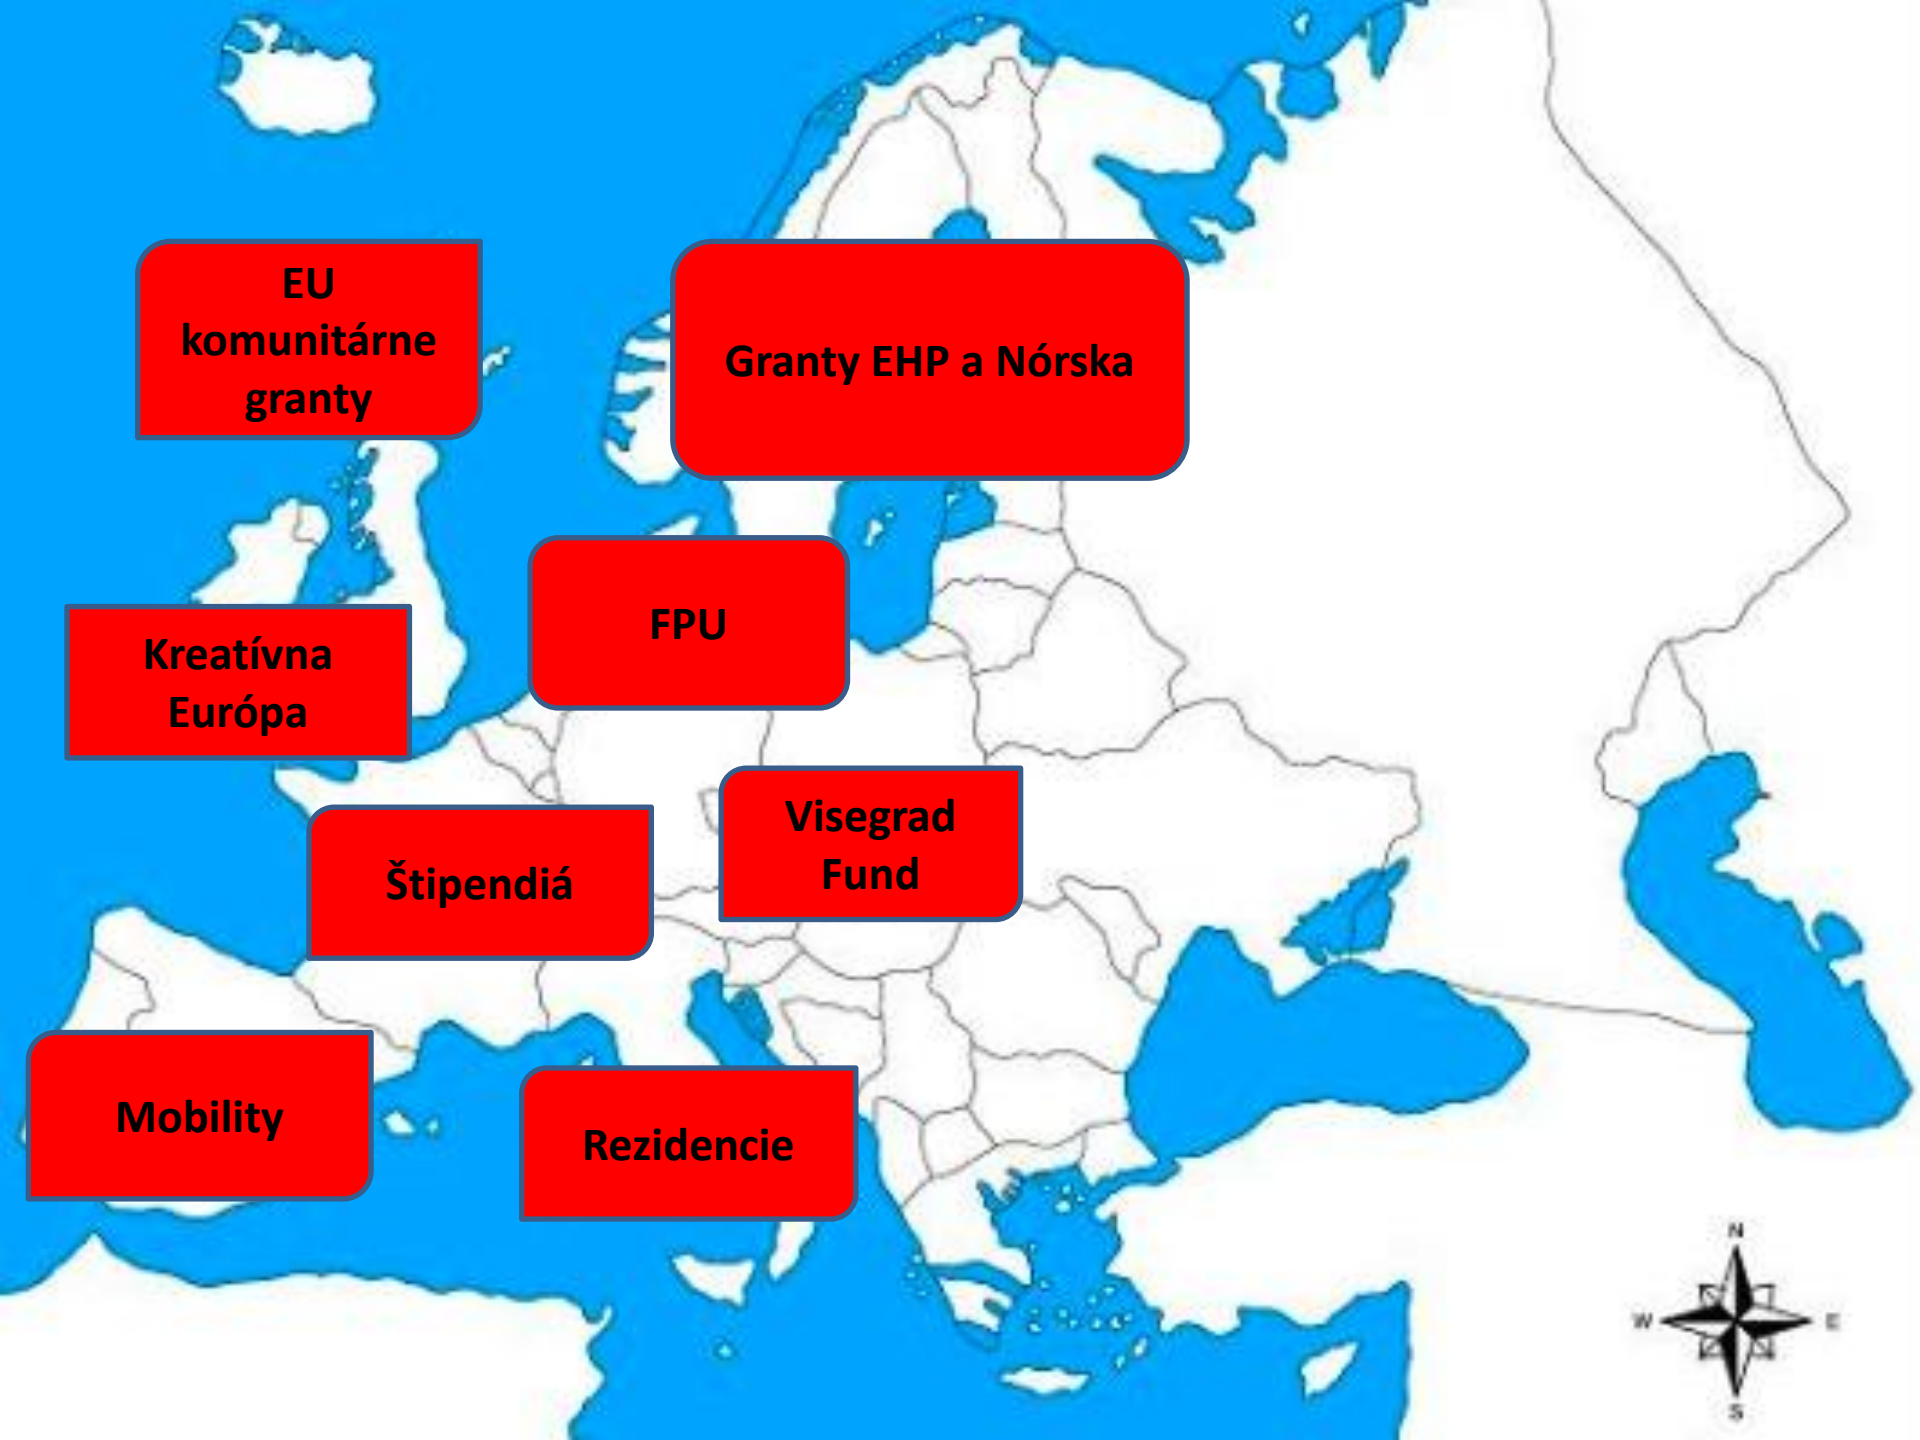 EU
komunitárne
granty
Granty EHP a Nórska
FPU
Kreatívna
Európa
Visegrad
Fund
Štipendiá
Mobility
Rezidencie
N
W E
S